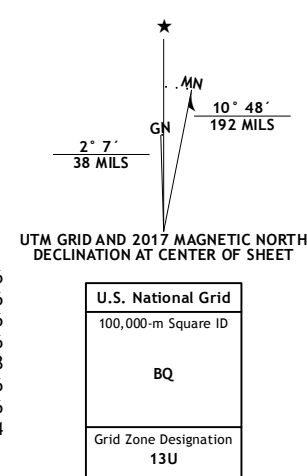 ★
MN
GN
10° 48´
192 MILS
2° 7´
38 MILS
UTM GRID AND 2017 MAGNETIC NORTH
DECLINATION AT CENTER OF SHEET
U.S. National Grid
100,000-m Square ID
BQ
Grid Zone Designation
13U